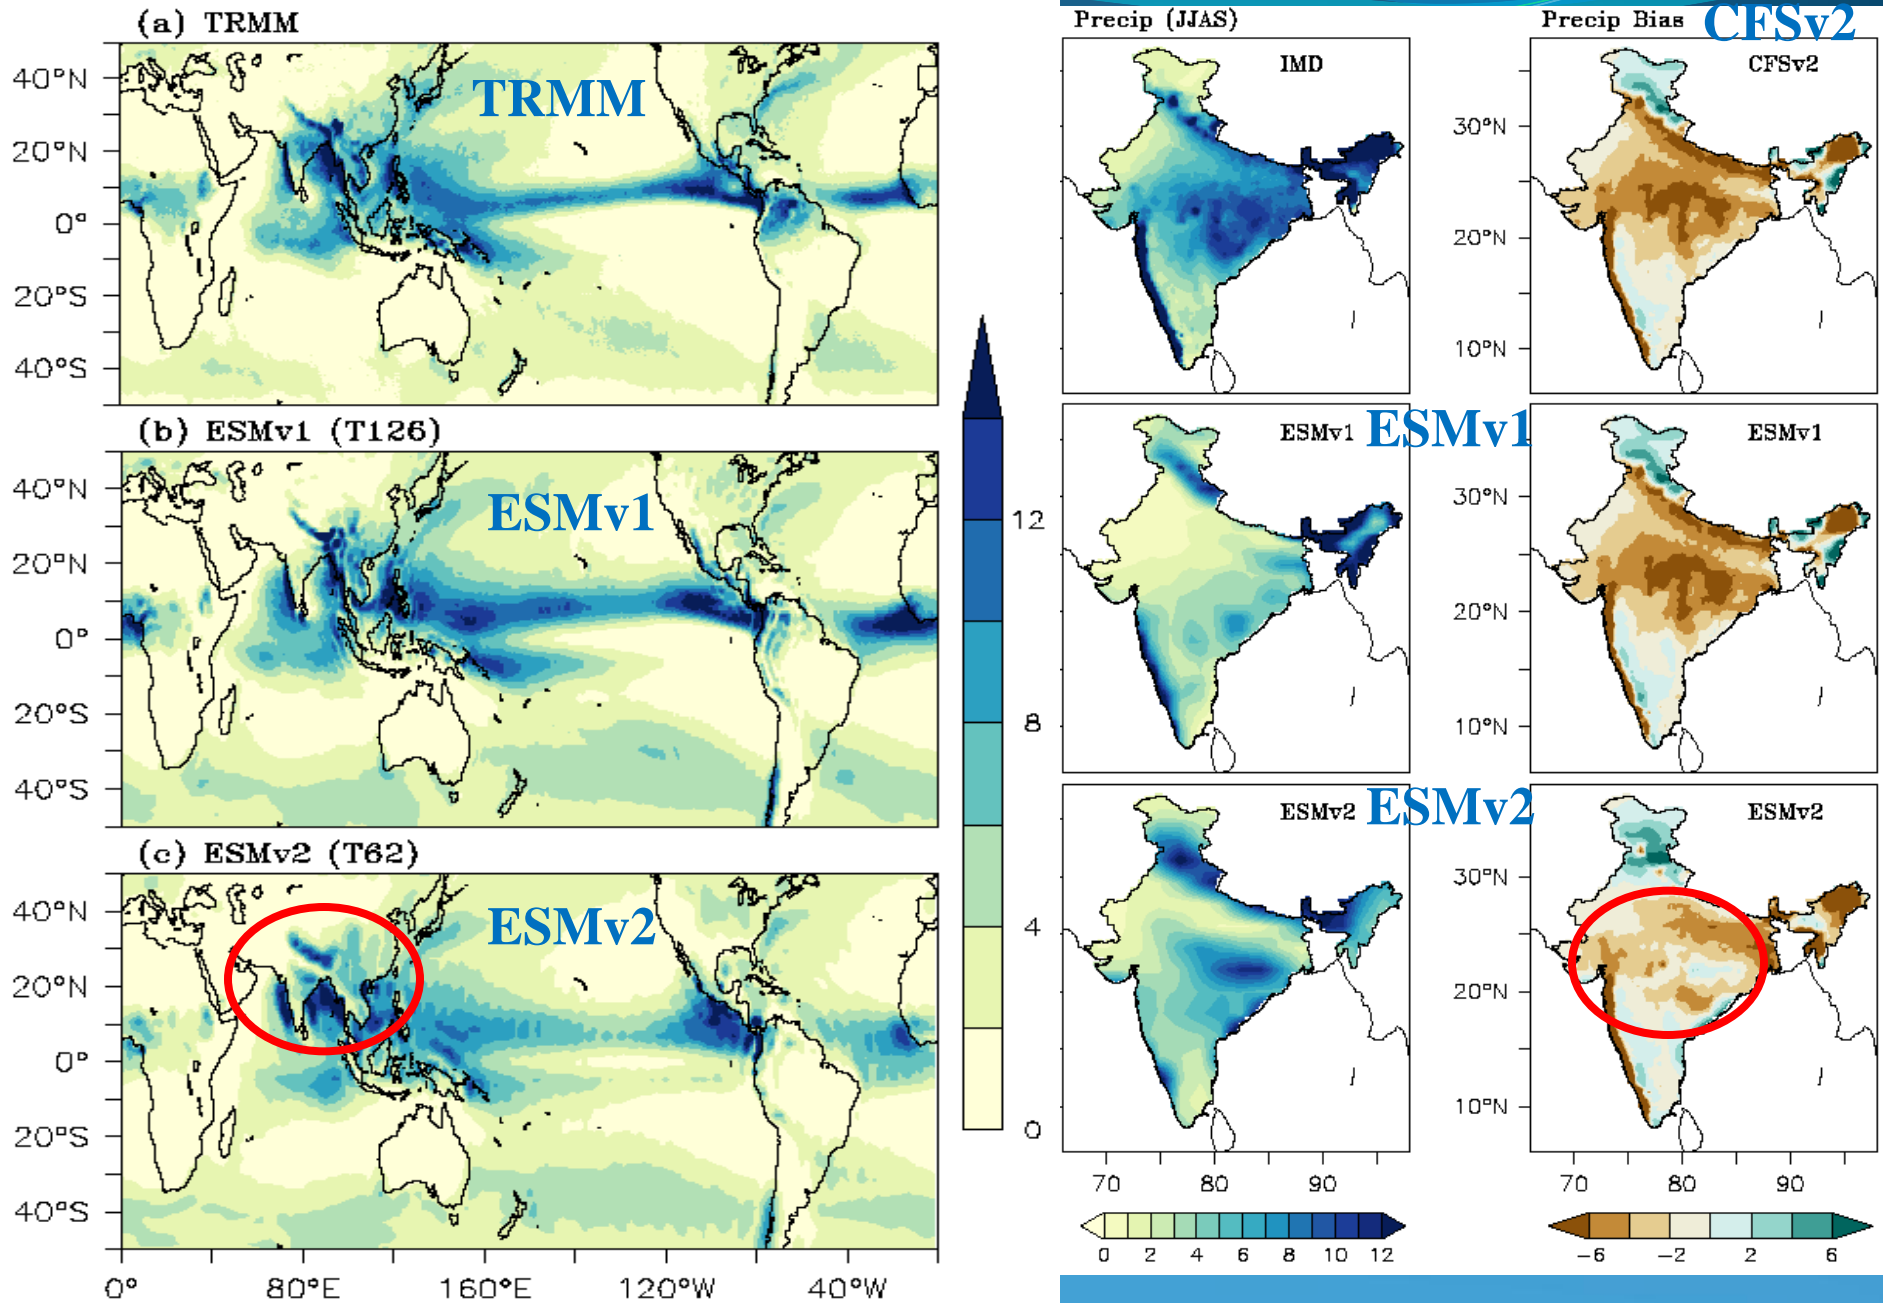 (a) TRMM
TRMM
40°N
20°N
0°
20°S
40°S
(b) ESMv1 (T126)
ESMv1
40°N
20°N
0°
20°S
40°S
(c) ESMv2 (T62)
ESMv2
40°N
20°N
0°
20°S
40°S
0° 80°E 160°E 120°W 40°W
12
8
4
0
Precip (JJAS)
IMD
Precip Bias CFSv2
CFSv2
30°N
20°N
10°N
ESMv1 ESMv1
ESMv1
30°N
20°N
10°N
ESMv2 ESMv2
ESMv2
30°N
20°N
10°N
70 80 90
70 80 90
0 2 4 6 8 10 12
-6 -2 2 6